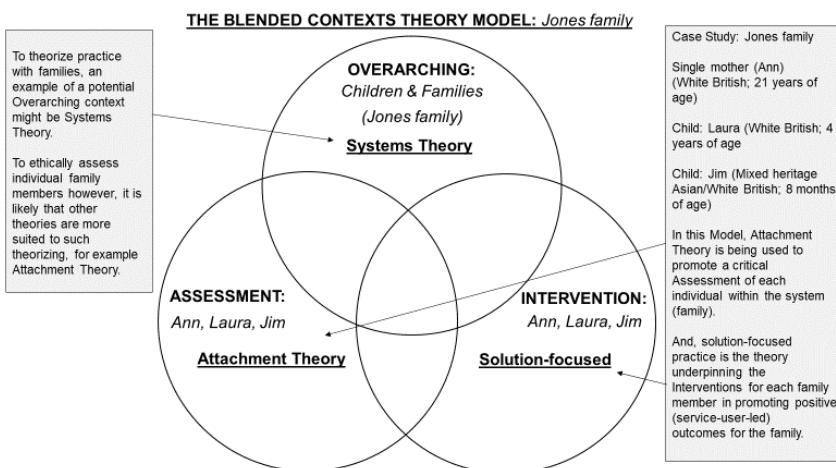 THE BLENDED CONTEXTS THEORY MODEL: Jones family
To theorize practice
with families, an
example of a potential
Overarching context
might be Systems
Theory.
To ethically assess
individual family
members however, it is
likely that other
theories are more
suited to such
theorizing, for example
Attachment Theory.
OVERARCHING:
Children & Families
(Jones family)
Systems Theory
ASSESSMENT:
Ann, Laura, Jim
Attachment Theory
INTERVENTION:
Ann, Laura, Jim
Solution-focused
Case Study: Jones family
Single mother (Ann)
(White British; 21 years of
age)
Child: Laura (White British; 4
years of age
Child: Jim (Mixed heritage
Asian/White British; 8 months
of age)
In this Model, Attachment
Theory is being used to
promote a critical
Assessment of each
individual within the system
(family).
And, solution-focused
practice is the theory
underpinning the
Interventions for each family
member in promoting positive
(service-user-led)
outcomes for the family.